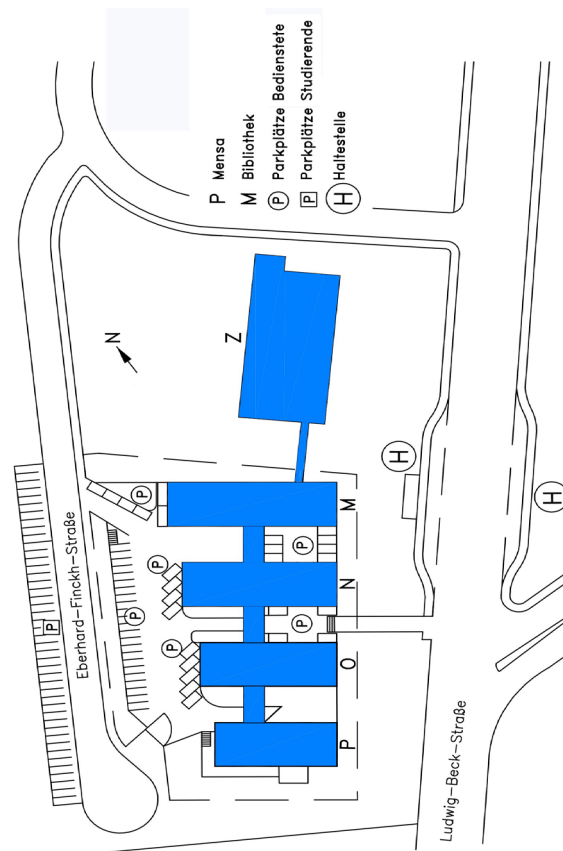 P Mensa
M Bibliothek
P Parkplätze Bedienstete
P Parkplätze Studierende
H Haltestelle
Eberhard-Finckh-Straße
P
N
Z
P
P
P
P
P
P
M
N
O
P
H
H
Ludwig-Beck-Straße